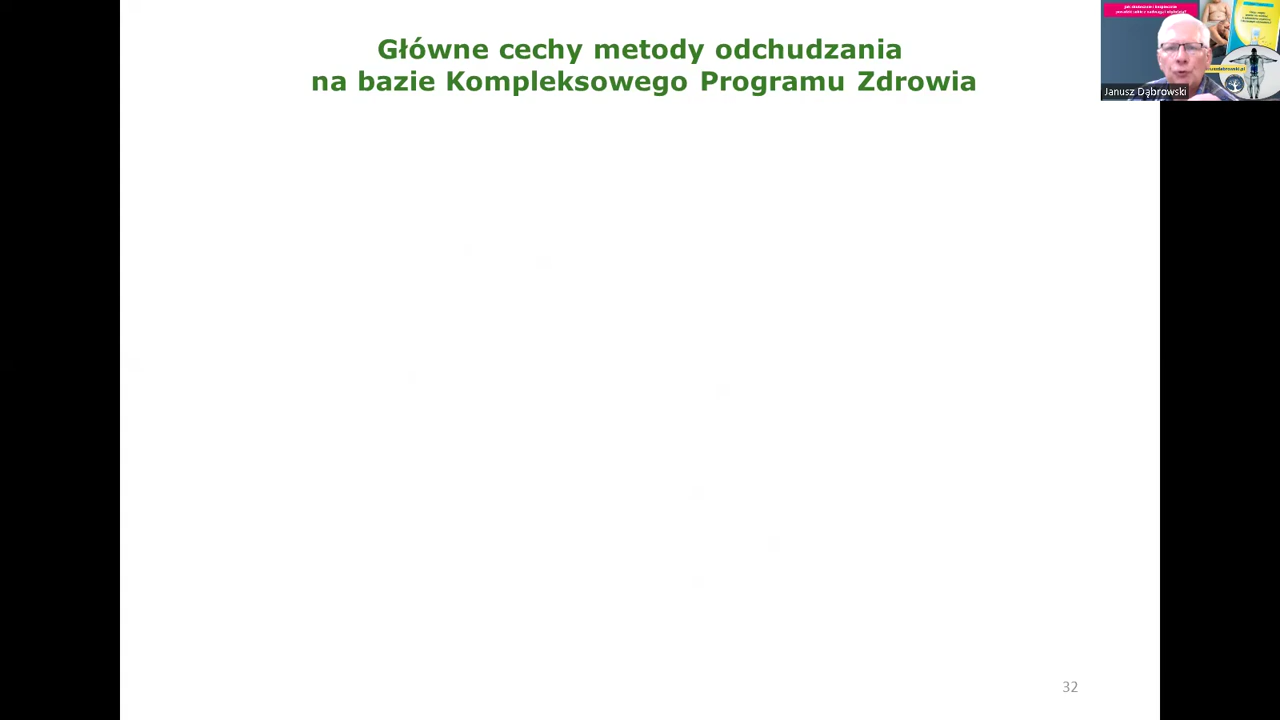 Główne cechy metody odchudzania
na bazie Kompleksowego Programu Zdrowia
Janusz Dąbrowski
32